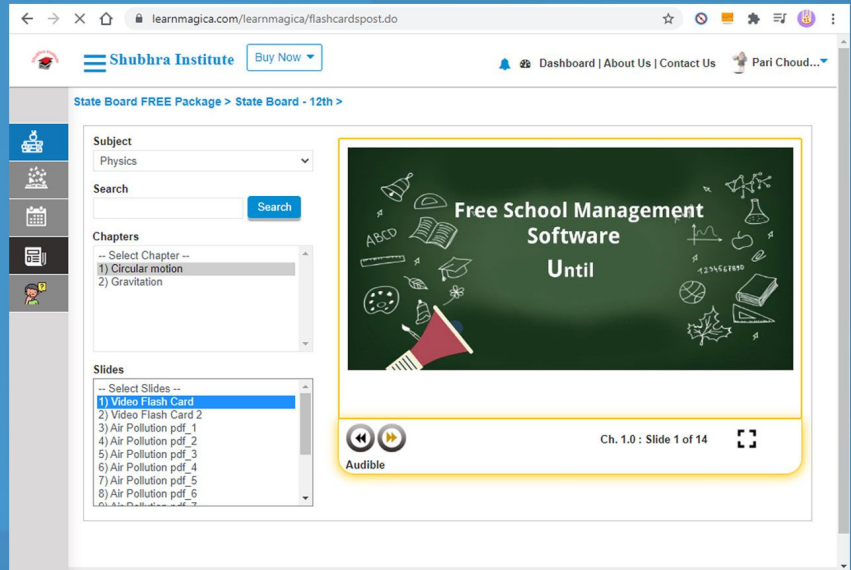 learnmagica.com/learnmagica/flashcardspost.do
Shubhra Institute
Buy Now
Dashboard | About Us | Contact Us
Pari Choud...
State Board FREE Package > State Board - 12th >
Subject
Physics
Search
Search
Chapters
-- Select Chapter --
1) Circular motion
2) Gravitation
Slides
-- Select Slides --
1) Video Flash Card
2) Video Flash Card 2
3) Air Pollution pdf_1
4) Air Pollution pdf_2
5) Air Pollution pdf_3
6) Air Pollution pdf_4
7) Air Pollution pdf_5
8) Air Pollution pdf_6
Free School Management
Software
Until
ABCD
1234567890
Ch. 1.0 : Slide 1 of 14
Audible